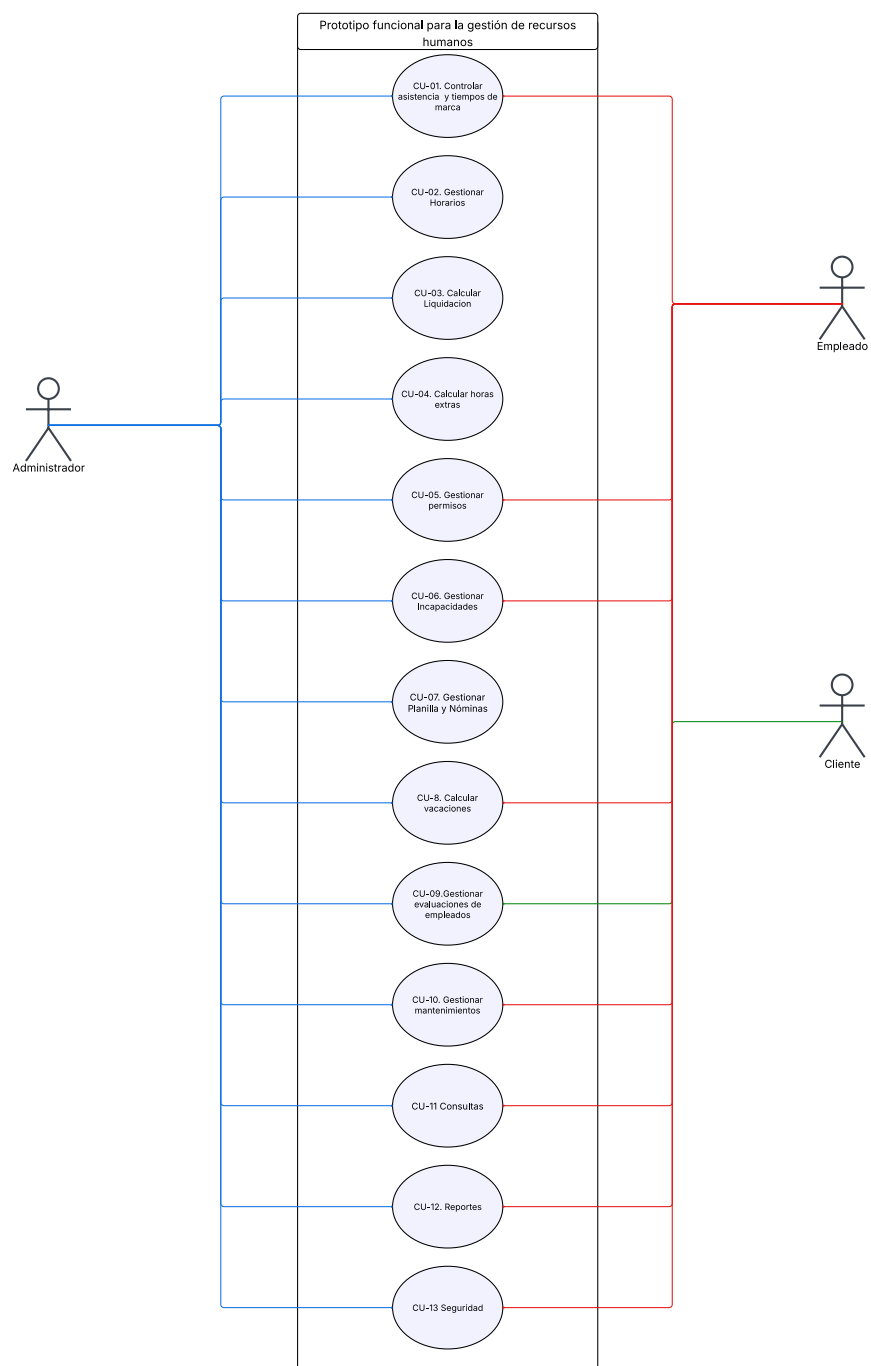 Prototipo funcional para la gestión de recursos
humanos
CU-01. Controlar
asistencia y tiempos de
marca
CU-02. Gestionar
Horarios
CU-03. Calcular
Liquidacion
Empleado
CU-04. Calcular horas
extras
Administrador
CU-05. Gestionar
permisos
CU-06. Gestionar
Incapacidades
CU-07. Gestionar
Planilla y Nóminas
Cliente
CU-8. Calcular
vacaciones
CU-09.Gestionar
evaluaciones de
empleados
CU-10. Gestionar
mantenimientos
CU-11 Consultas
CU-12. Reportes
CU-13 Seguridad